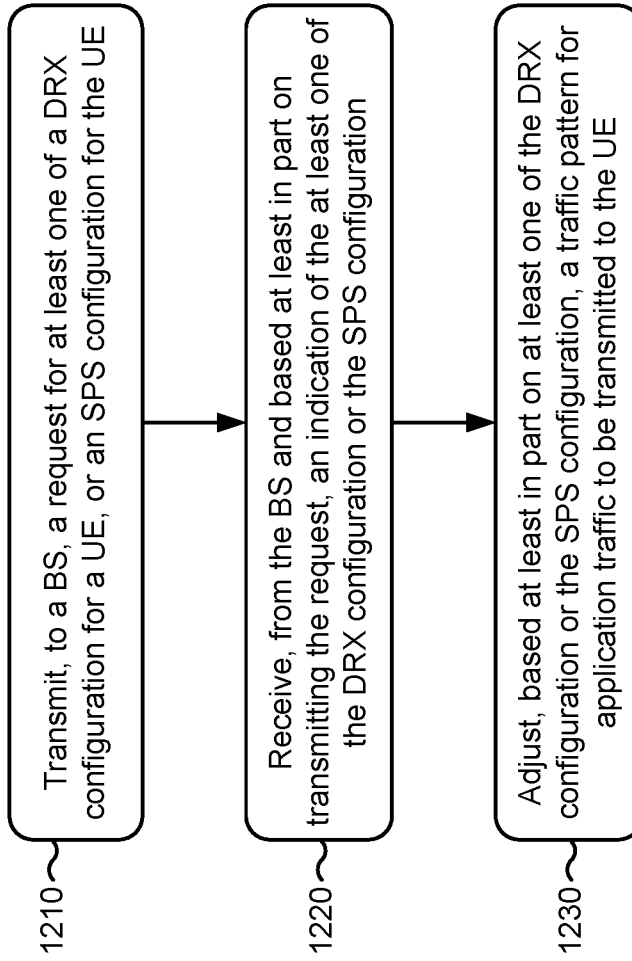 1210
Transmit, to a BS, a request for at least one of a DRX
configuration for a UE, or an SPS configuration for the UE
1220
Receive, from the BS and based at least in part on
transmitting the request, an indication of the at least one of
the DRX configuration or the SPS configuration
1230
Adjust, based at least in part on at least one of the DRX
configuration or the SPS configuration, a traffic pattern for
application traffic to be transmitted to the UE